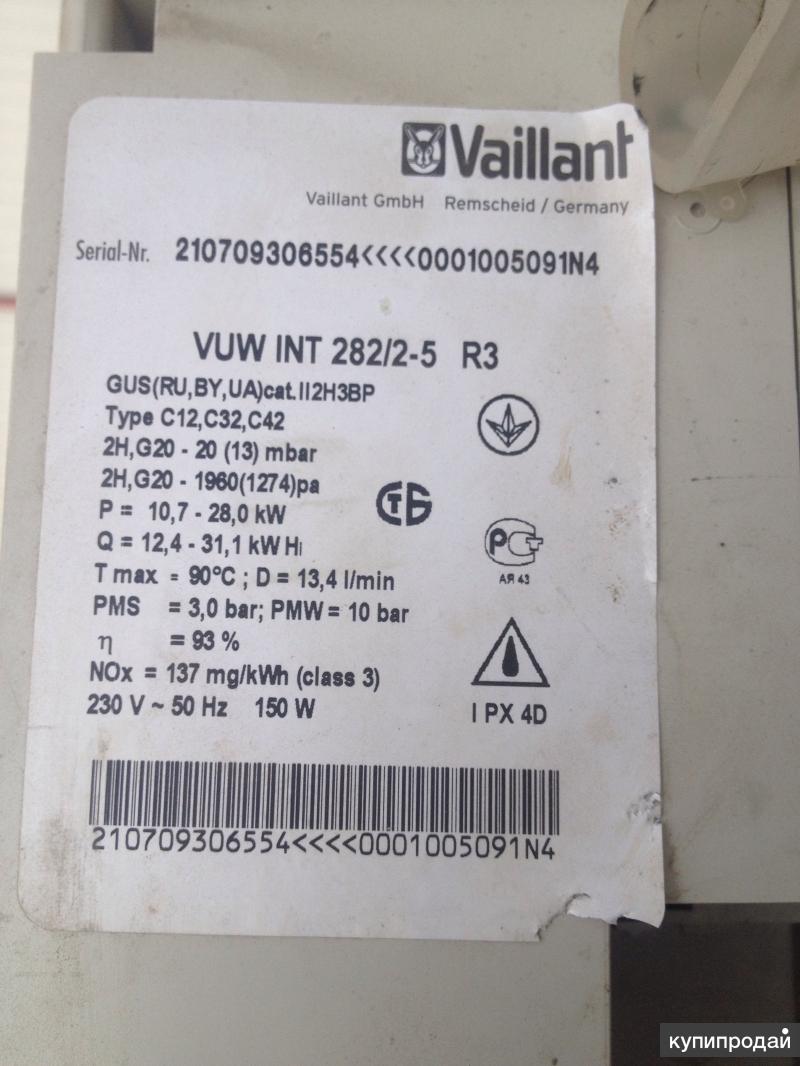 Vaillant
Vaillant GmbH Remscheid / Germany
Serial-Nr. 210709306554<<<<0001005091N4
VUW INT 282/2-5 R3
GUS(RU,BY,UA)cat.II2H3BP
Type C12,C32,C42
2H,G20 - 20 (13) mbar
2H,G20 - 1960(1274)pa
P = 10,7 - 28,0 kW
Q = 12,4 - 31,1 kW Hi
T max = 90°C ; D = 13,4 l/min
PMS = 3,0 bar; PMW = 10 bar
η = 93 %
NOx = 137 mg/kWh (class 3)
230 V ~ 50 Hz 150 W
СТБ
РСТ
АЯ 43
I PX 4D
210709306554<<<<0001005091N4
купипродай